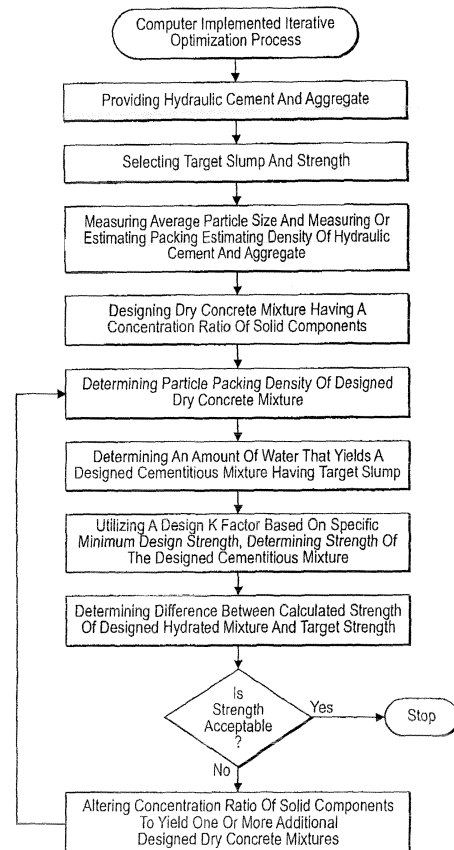 Computer Implemented Iterative
Optimization Process
Providing Hydraulic Cement And Aggregate
Selecting Target Slump And Strength
Measuring Average Particle Size And Measuring Or
Estimating Packing Estimating Density Of Hydraulic
Cement And Aggregate
Designing Dry Concrete Mixture Having A
Concentration Ratio Of Solid Components
Determining Particle Packing Density Of Designed
Dry Concrete Mixture
Determining An Amount Of Water That Yields A
Designed Cementitious Mixture Having Target Slump
Utilizing A Design K Factor Based On Specific
Minimum Design Strength, Determining Strength Of
The Designed Cementitious Mixture
Determining Difference Between Calculated Strength
Of Designed Hydrated Mixture And Target Strength
Is
Strength
Acceptable
?
Yes
Stop
No
Altering Concentration Ratio Of Solid Components
To Yield One Or More Additional
Designed Dry Concrete Mixtures